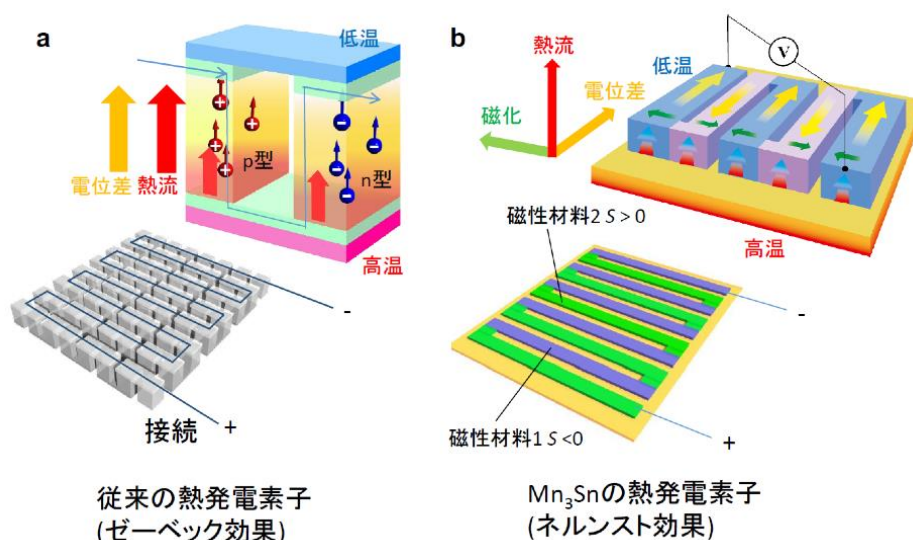 a
低温
p型
n型
電位差
熱流
高温
-
+
接続
従来の熱発電素子
(ゼーベック効果)
b
熱流
低温
電位差
磁化
V
高温
磁性材料2 S>0
-
磁性材料1 S<0
+
Mn₃Snの熱発電素子
(ネルンスト効果)